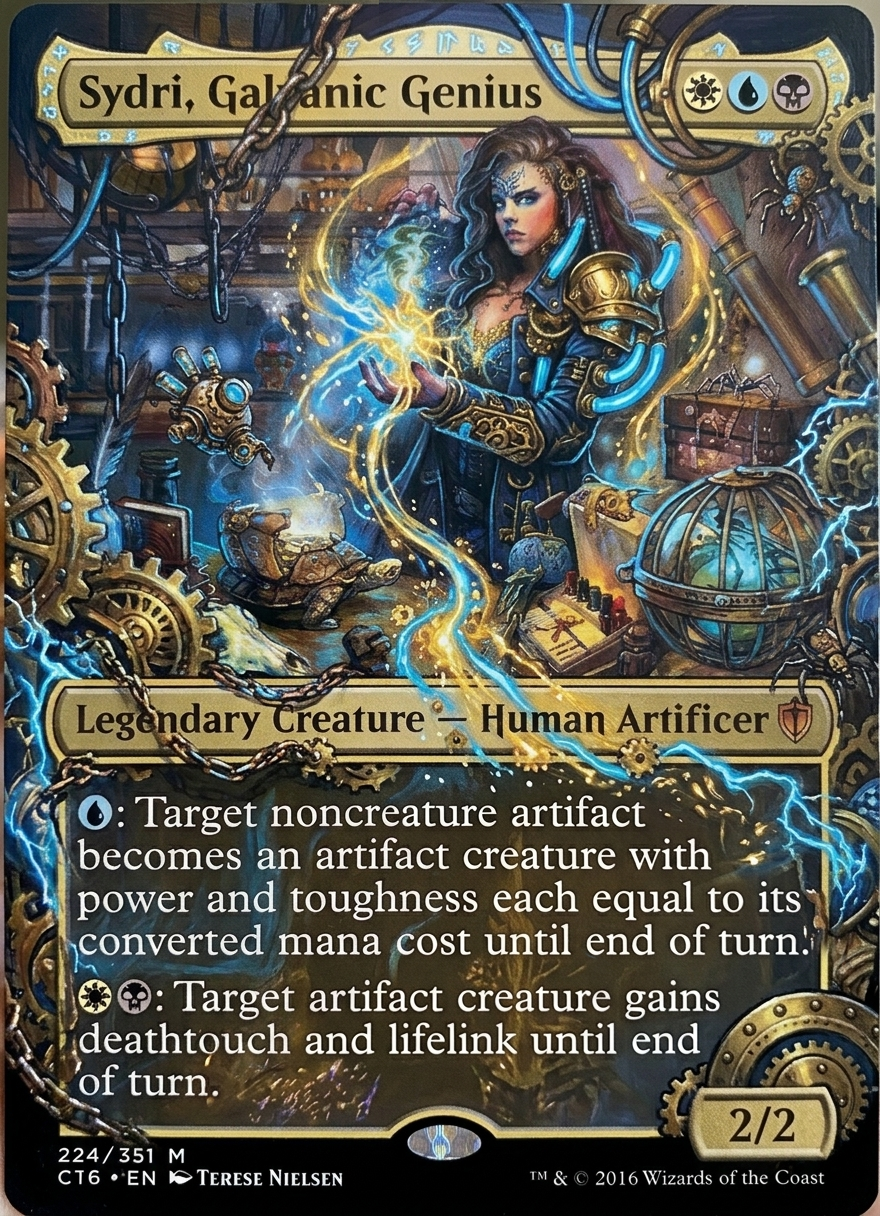 Sydri, Galvanic Genius
Legendary Creature — Human Artificer
: Target noncreature artifact
becomes an artifact creature with
power and toughness each equal to its
converted mana cost until end of turn.
: Target artifact creature gains
deathtouch and lifelink until end
of turn.
2/2
224/351 M
CT6 • EN TERESE NIELSEN
™ & © 2016 Wizards of the Coast